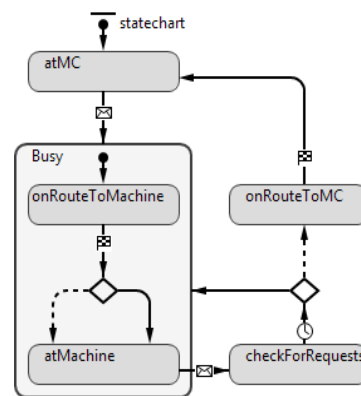 statechart
atMC
Busy
onRouteToMachine
onRouteToMC
atMachine
checkForRequests